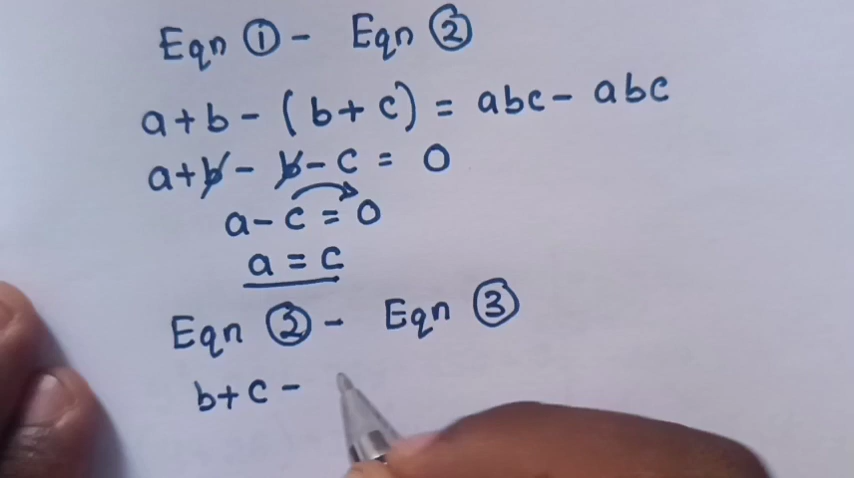 Eqn ① - Eqn ②
a + b - (b + c) = abc - abc
a + b - b - c = 0
a - c = 0
a = c
Eqn ② - Eqn ③
b + c -